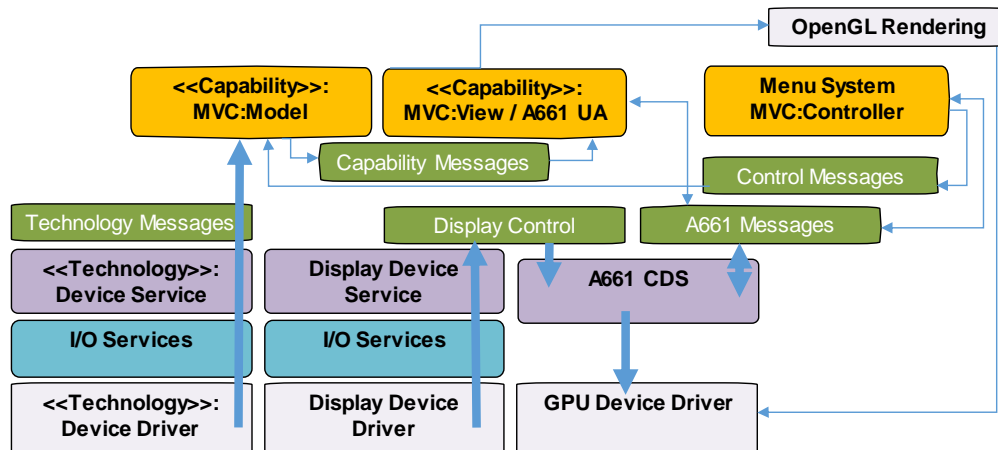 OpenGL Rendering
<<Capability>>:
MVC:Model
<<Capability>>:
MVC:View / A661 UA
Menu System
MVC:Controller
Capability Messages
Control Messages
Technology Messages
Display Control
A661 Messages
<<Technology>>:
Device Service
Display Device
Service
A661 CDS
I/O Services
I/O Services
<<Technology>>:
Device Driver
Display Device
Driver
GPU Device Driver